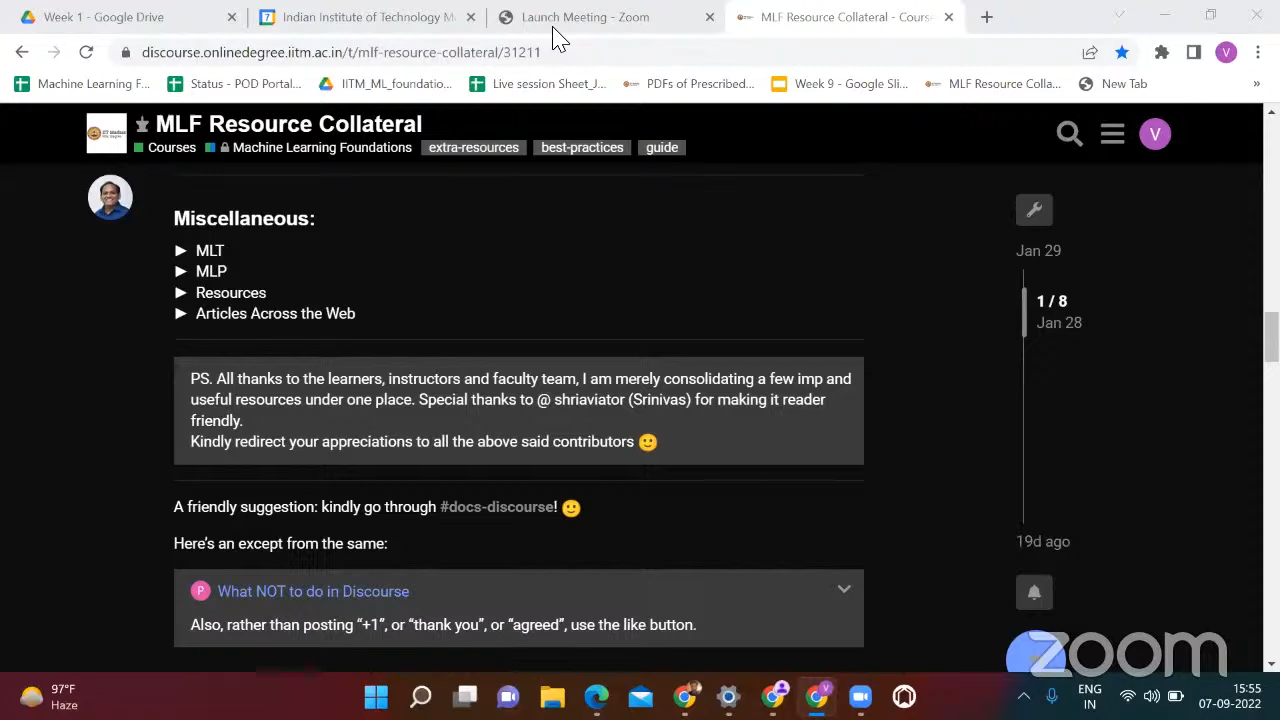 Week 1 - Google Drive
Indian Institute of Technology M
Launch Meeting - Zoom
MLF Resource Collateral - Course
discourse.onlinedegree.iitm.ac.in/t/mlf-resource-collateral/31211
V
Machine Learning F...
Status - POD Portal...
IITM_ML_foundatio...
Live session Sheet_J...
PDFs of Prescribed...
Week 9 - Google Sli...
MLF Resource Colla...
New Tab
»
MLF Resource Collateral
Courses Machine Learning Foundations extra-resources best-practices guide
V
Miscellaneous:
MLT
MLP
Resources
Articles Across the Web
Jan 29
1 / 8
Jan 28
19d ago
PS. All thanks to the learners, instructors and faculty team, I am merely consolidating a few imp and
useful resources under one place. Special thanks to @ shriaviator (Srinivas) for making it reader
friendly.
Kindly redirect your appreciations to all the above said contributors
A friendly suggestion: kindly go through #docs-discourse!
Here's an except from the same:
P What NOT to do in Discourse
Also, rather than posting “+1”, or “thank you”, or “agreed”, use the like button.
zoom
97°F
Haze
ENG
IN
15:55
07-09-2022